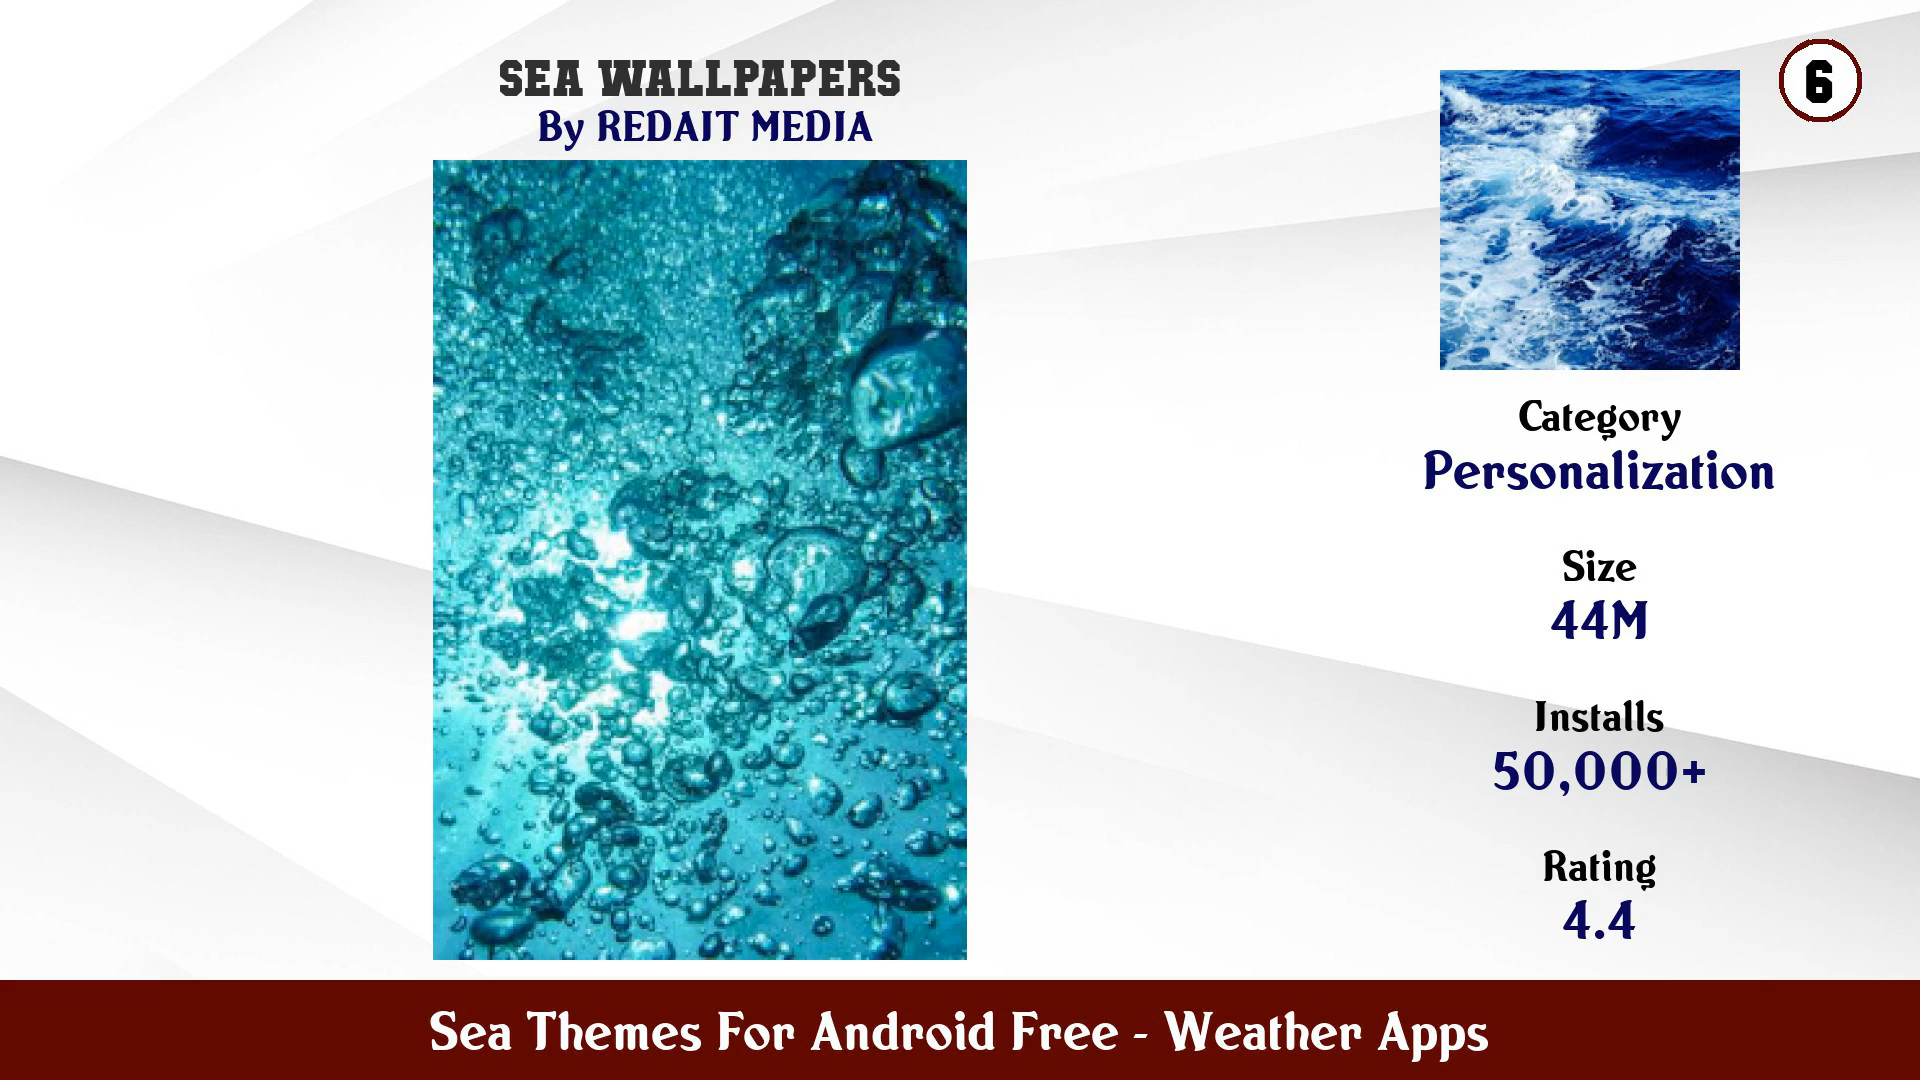 SEA WALLPAPERS
By REDAIT MEDIA
6
Category
Personalization
Size
44M
Installs
50,000+
Rating
4.4
Sea Themes For Android Free - Weather Apps